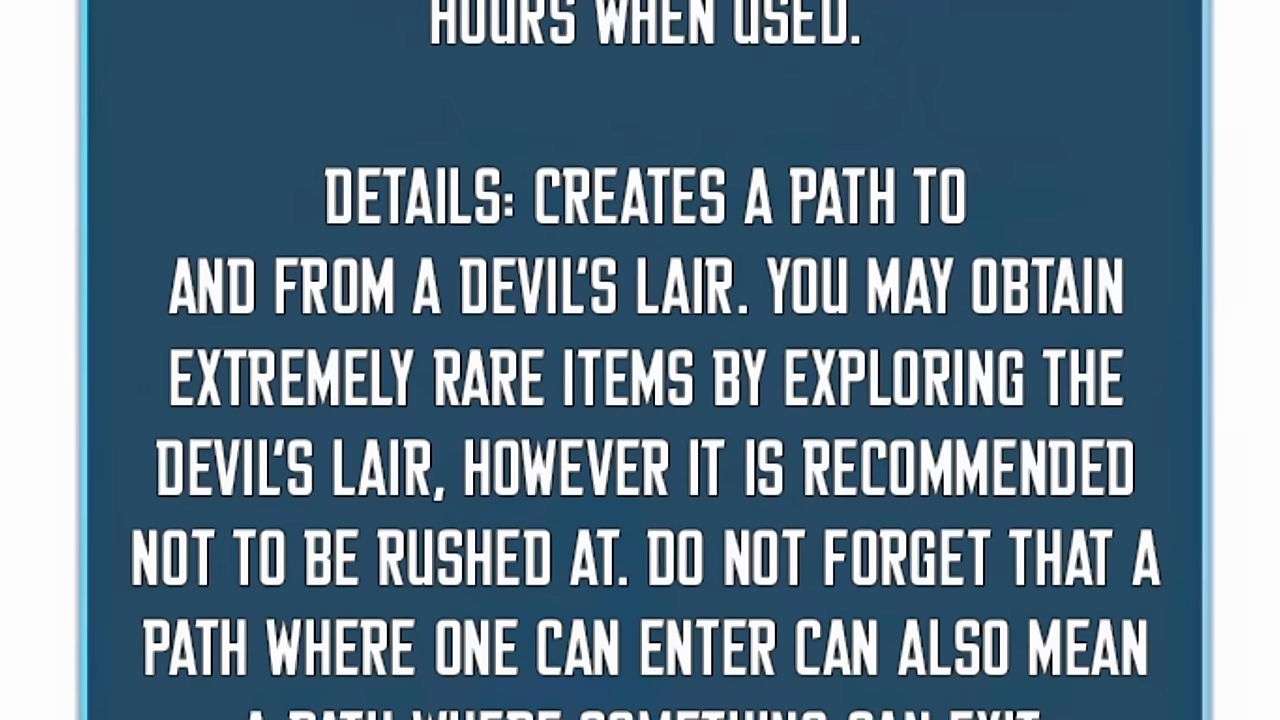 HOURS WHEN USED.
DETAILS: CREATES A PATH TO
AND FROM A DEVIL'S LAIR. YOU MAY OBTAIN
EXTREMELY RARE ITEMS BY EXPLORING THE
DEVIL'S LAIR, HOWEVER IT IS RECOMMENDED
NOT TO BE RUSHED AT. DO NOT FORGET THAT A
PATH WHERE ONE CAN ENTER CAN ALSO MEAN
A PATH WHERE SOMETHING CAN EXIT.